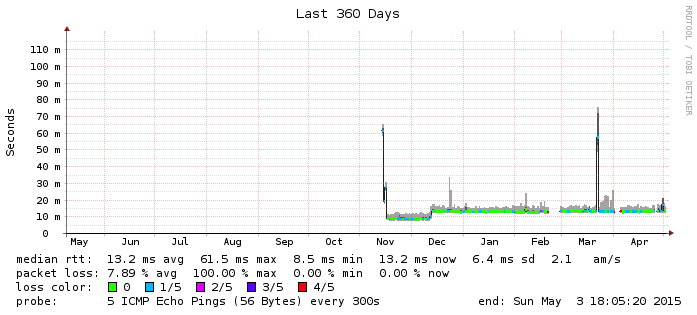 Last 360 Days
RRDTOOL / TOBI OETIKER
Seconds
110 m
100 m
90 m
80 m
70 m
60 m
50 m
40 m
30 m
20 m
10 m
0
May Jun Jul Aug Sep Oct Nov Dec Jan Feb Mar Apr
median rtt: 13.2 ms avg 61.5 ms max 8.5 ms min 13.2 ms now 6.4 ms sd 2.1 am/s
packet loss: 7.89 % avg 100.00 % max 0.00 % min 0.00 % now
loss color: 0 1/5 2/5 3/5 4/5
probe: 5 ICMP Echo Pings (56 Bytes) every 300s end: Sun May 3 18:05:20 2015